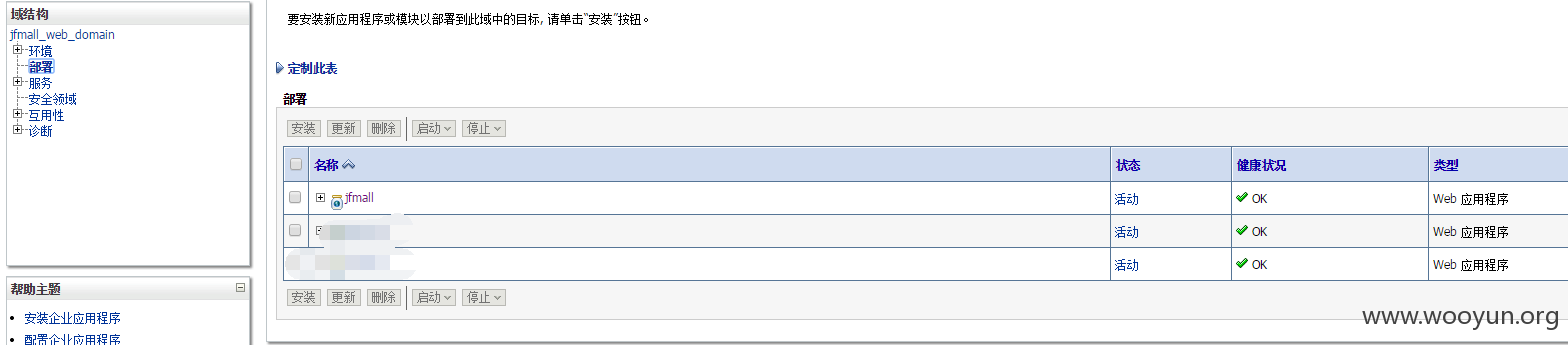 域结构
jfmall_web_domain
环境
部署
服务
安全领域
互用性
诊断
帮助主题
安装企业应用程序
配置企业应用程序
要安装新应用程序或模块以部署到此域中的目标, 请单击“安装”按钮。
定制此表
部署
安装 更新 删除 启动 停止
名称 状态 健康状况 类型
jfmall 活动 OK Web 应用程序
活动 OK Web 应用程序
活动 OK Web 应用程序
安装 更新 删除 启动 停止
www.wooyun.org